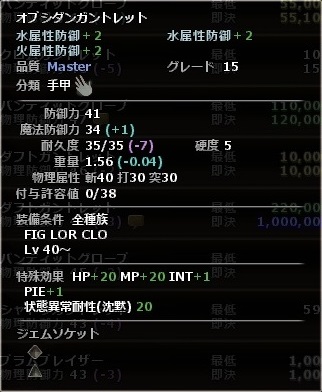 オブシダンガントレット
水属性防御+2 水属性防御+2
火属性防御+2
品質 Master グレード 15
分類 手甲
防御力 41
魔法防御力 34 (+1)
耐久度 35/35 (-7) 硬度 5
重量 1.56 (-0.04)
物理属性 斬40 打30 突30
付与許容値 0/38
装備条件 全種族
FIG LOR CLO
Lv 40～
特殊効果 HP+20 MP+20 INT+1
PIE+1
状態異常耐性(沈黙) 20
ジェムソケット